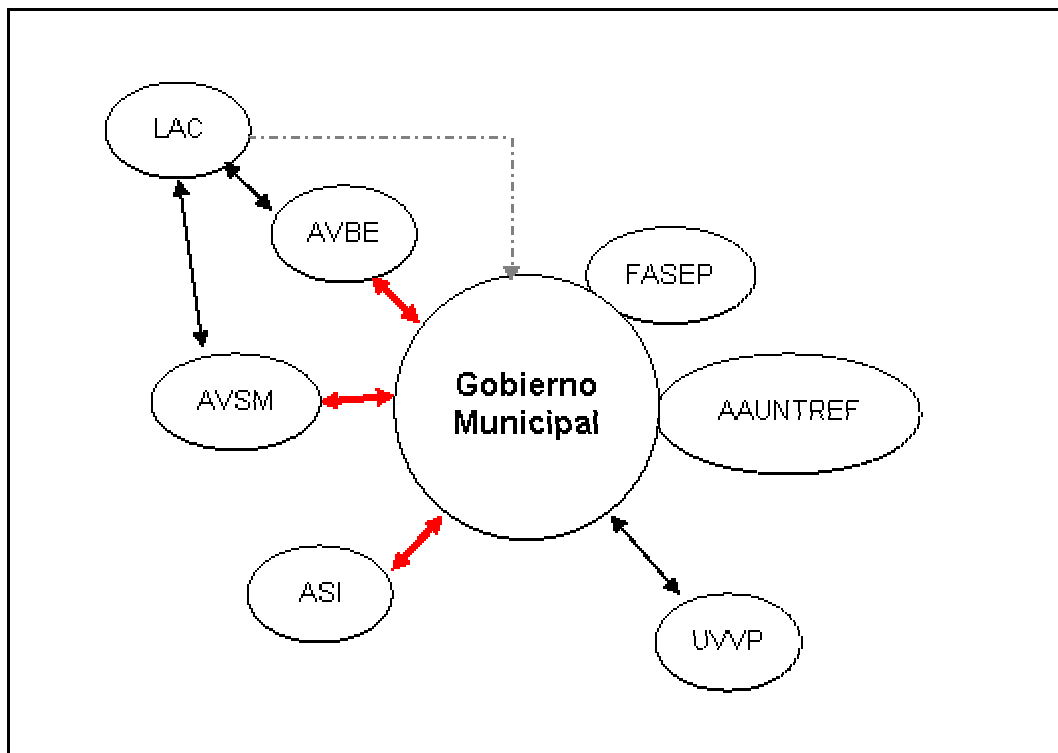 LAC
AVBE
FASEP
Gobierno
Municipal
AVSM
AAUNTREF
ASI
UVVP